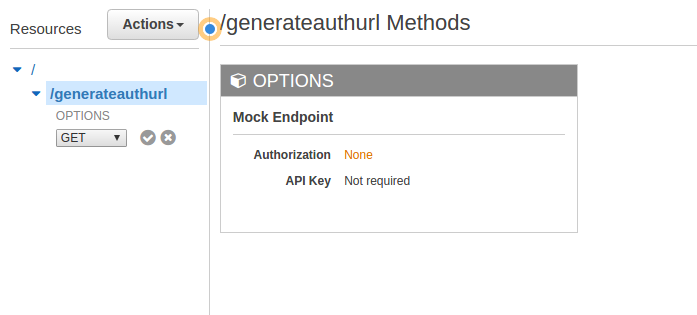 Resources
Actions
/generateauthurl Methods
/
/generateauthurl
OPTIONS
GET
OPTIONS
Mock Endpoint
Authorization None
API Key Not required